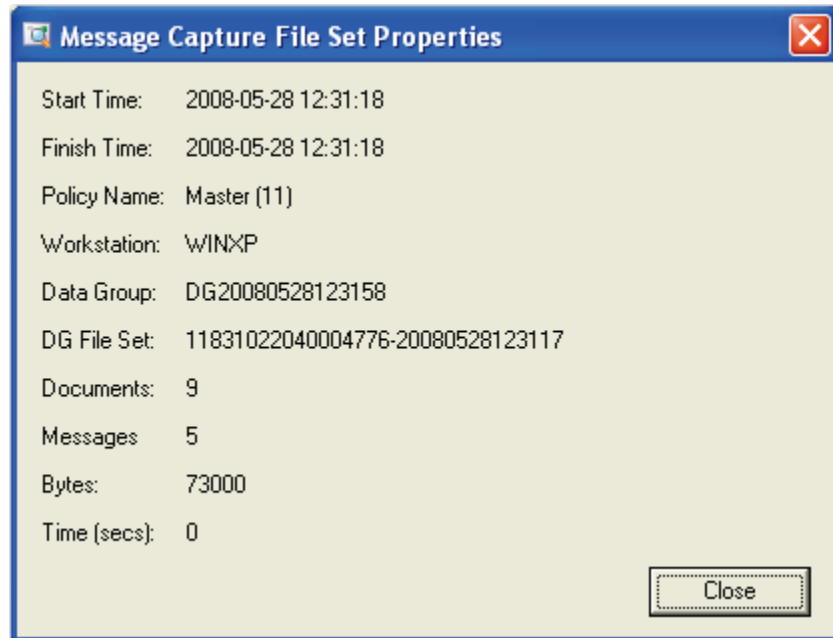 Message Capture File Set Properties
Start Time: 2008-05-28 12:31:18
Finish Time: 2008-05-28 12:31:18
Policy Name: Master (11)
Workstation: WINXP
Data Group: DG20080528123158
DG File Set: 11831022040004776-20080528123117
Documents: 9
Messages 5
Bytes: 73000
Time (secs): 0
Close